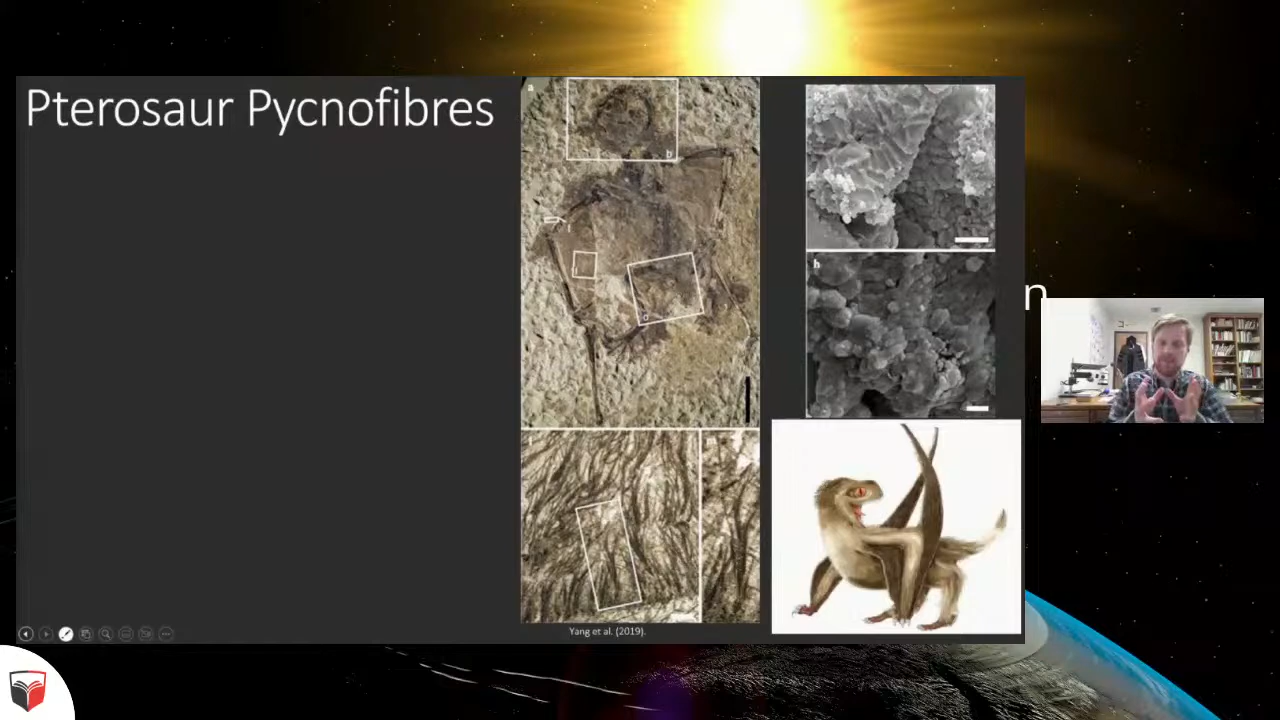 Pterosaur Pycnofibres
a
b
d
h
n
Yang et al. (2019).